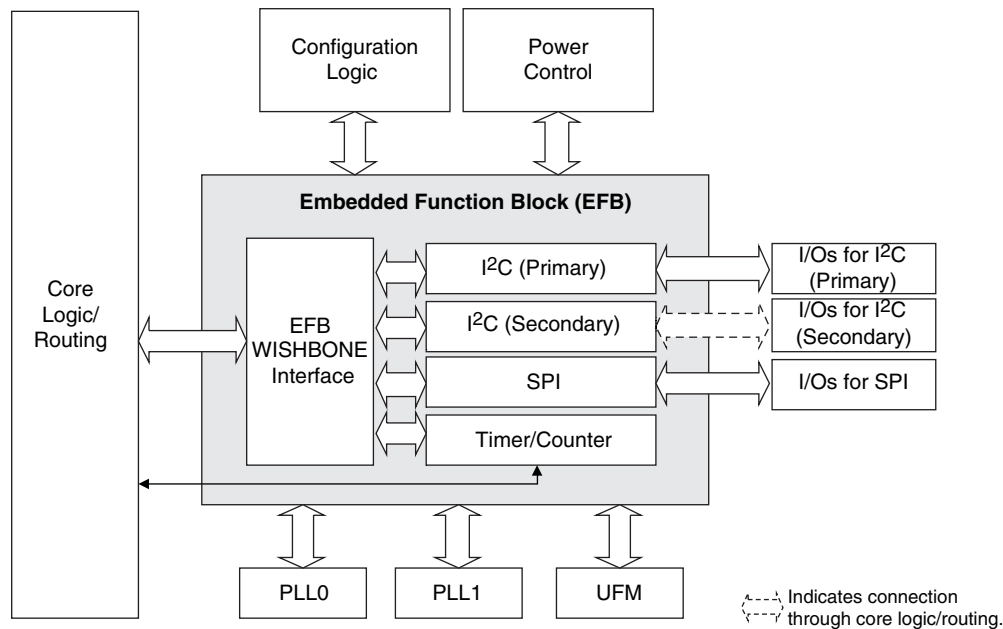 Configuration
Logic
Power
Control
Embedded Function Block (EFB)
Core
Logic/
Routing
EFB
WISHBONE
Interface
I²C (Primary)
I²C (Secondary)
SPI
Timer/Counter
I/Os for I²C
(Primary)
I/Os for I²C
(Secondary)
I/Os for SPI
PLL0
PLL1
UFM
Indicates connection
through core logic/routing.